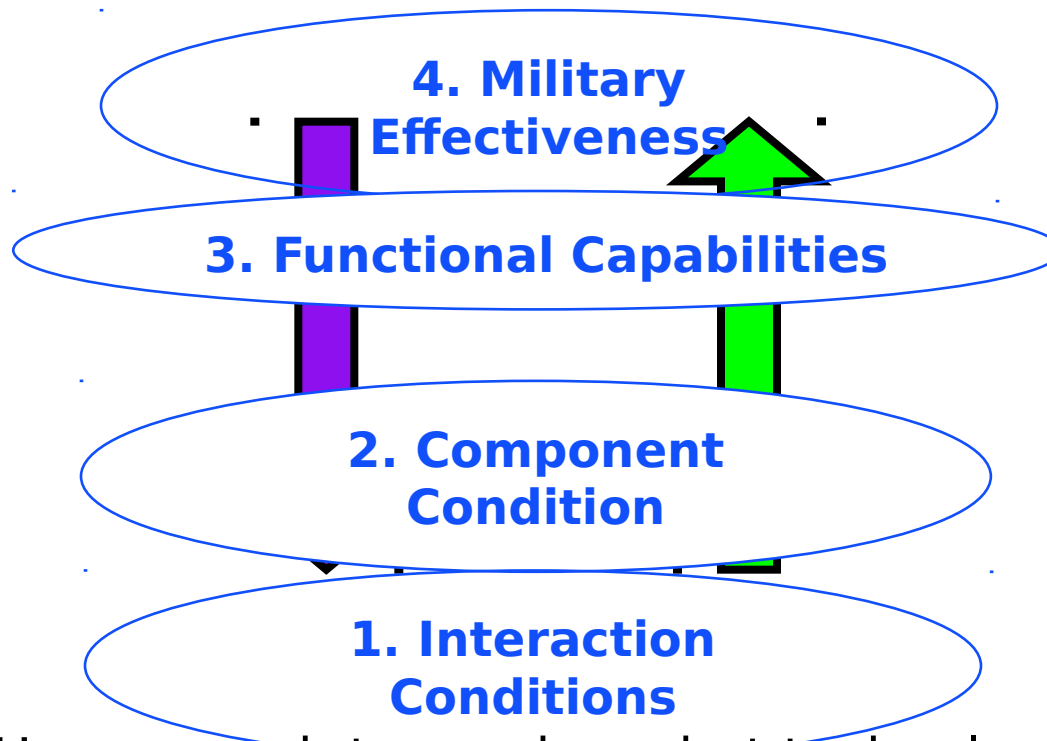 4. Military
Effectiveness
3. Functional Capabilities
2. Component
Condition
1. Interaction
Conditions